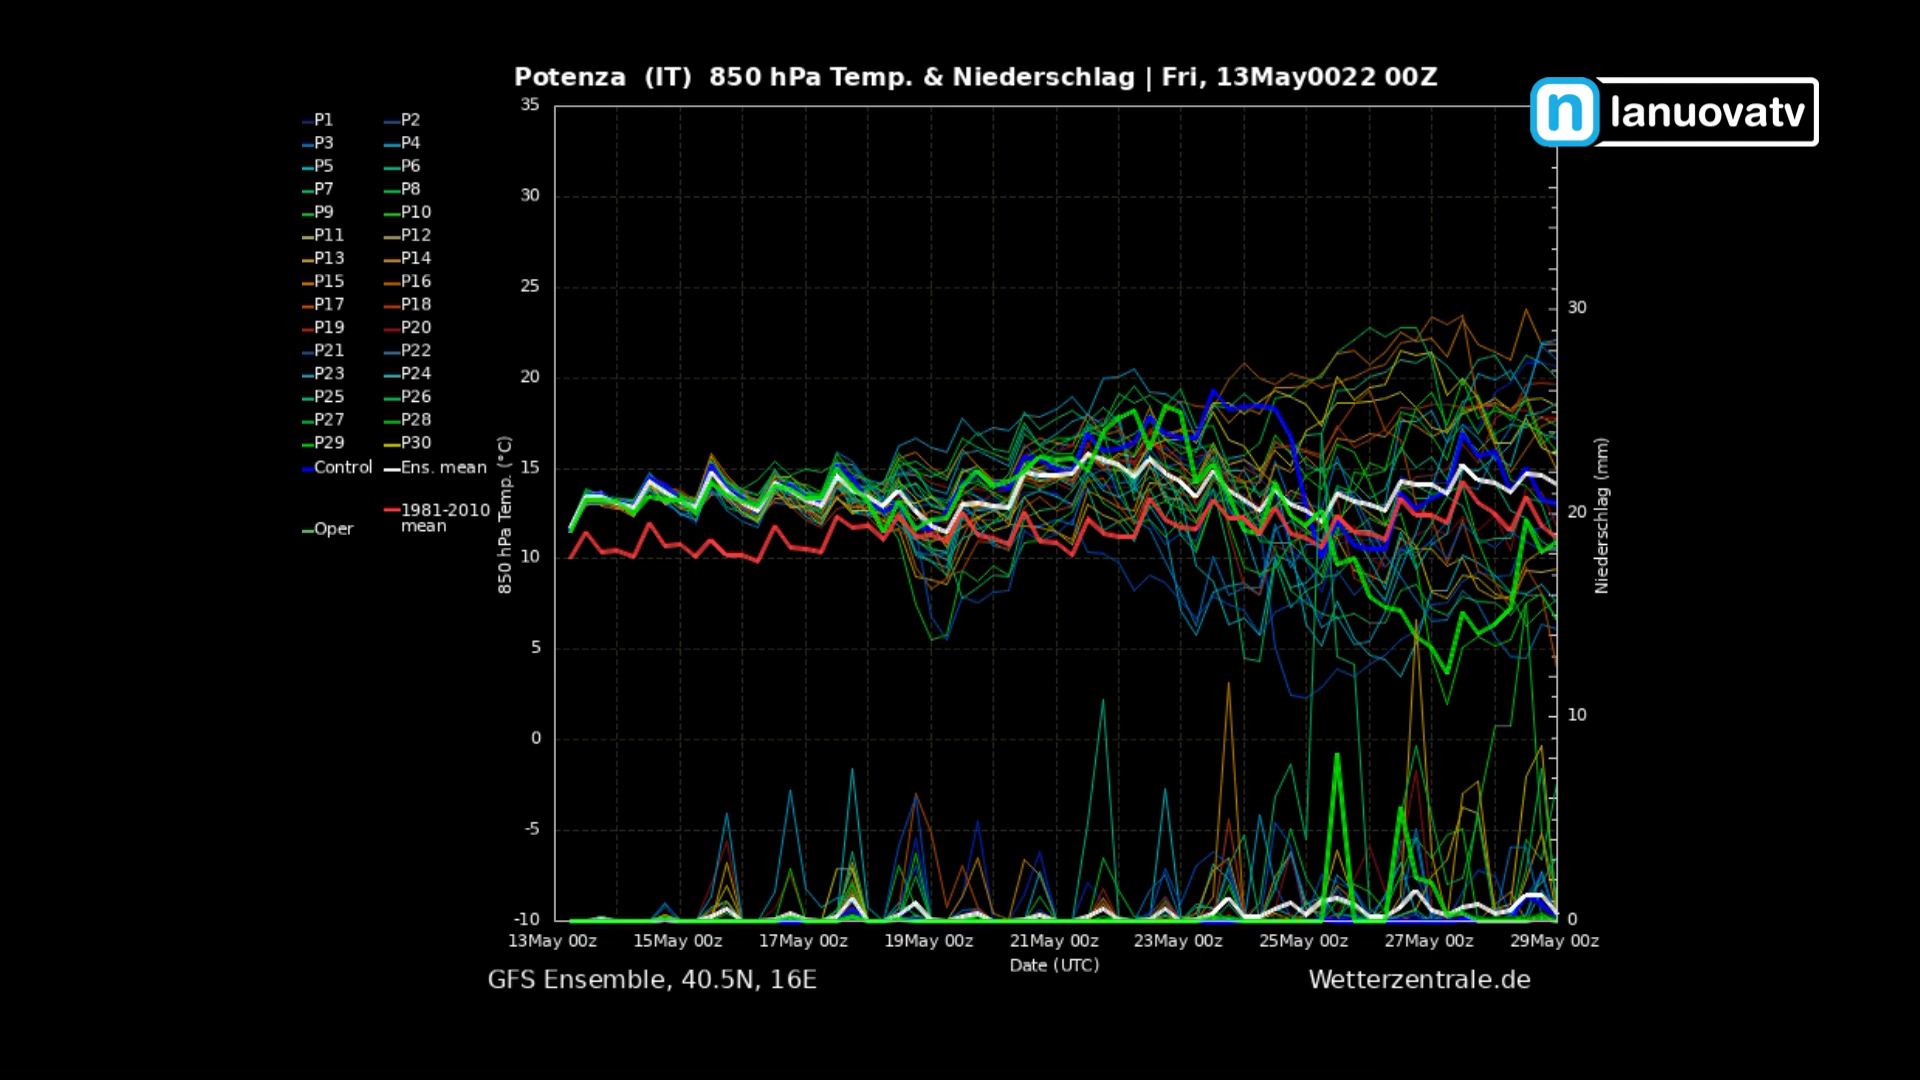 Potenza (IT) 850 hPa Temp. & Niederschlag | Fri, 13May0022 00Z
n lanuovatv
P1 P2
P3 P4
P5 P6
P7 P8
P9 P10
P11 P12
P13 P14
P15 P16
P17 P18
P19 P20
P21 P22
P23 P24
P25 P26
P27 P28
P29 P30
Control Ens. mean
Oper 1981-2010
mean
850 hPa Temp. (°C)
35
30
25
20
15
10
5
0
-5
-10
30
20
10
0
Niederschlag (mm)
13May 00z 15May 00z 17May 00z 19May 00z 21May 00z 23May 00z 25May 00z 27May 00z 29May 00z
Date (UTC)
GFS Ensemble, 40.5N, 16E
Wetterzentrale.de